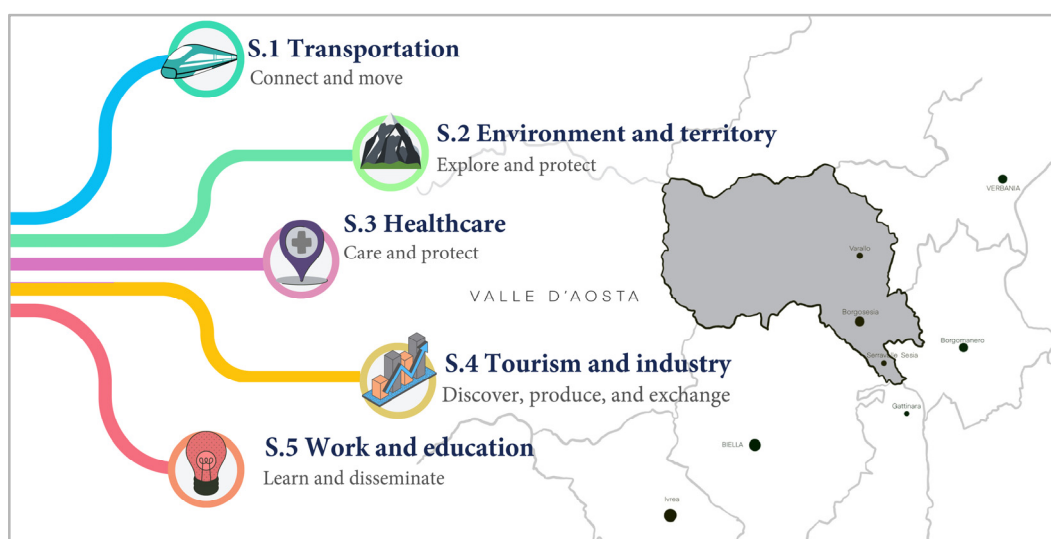 S.1 Transportation
Connect and move
S.2 Environment and territory
Explore and protect
S.3 Healthcare
Care and protect
S.4 Tourism and industry
Discover, produce, and exchange
S.5 Work and education
Learn and disseminate
VALLE D'AOSTA
VERBANIA
Varallo
Borgosesia
Borgomanero
Serravalle Sesia
Gattinara
BIELLA
Ivrea